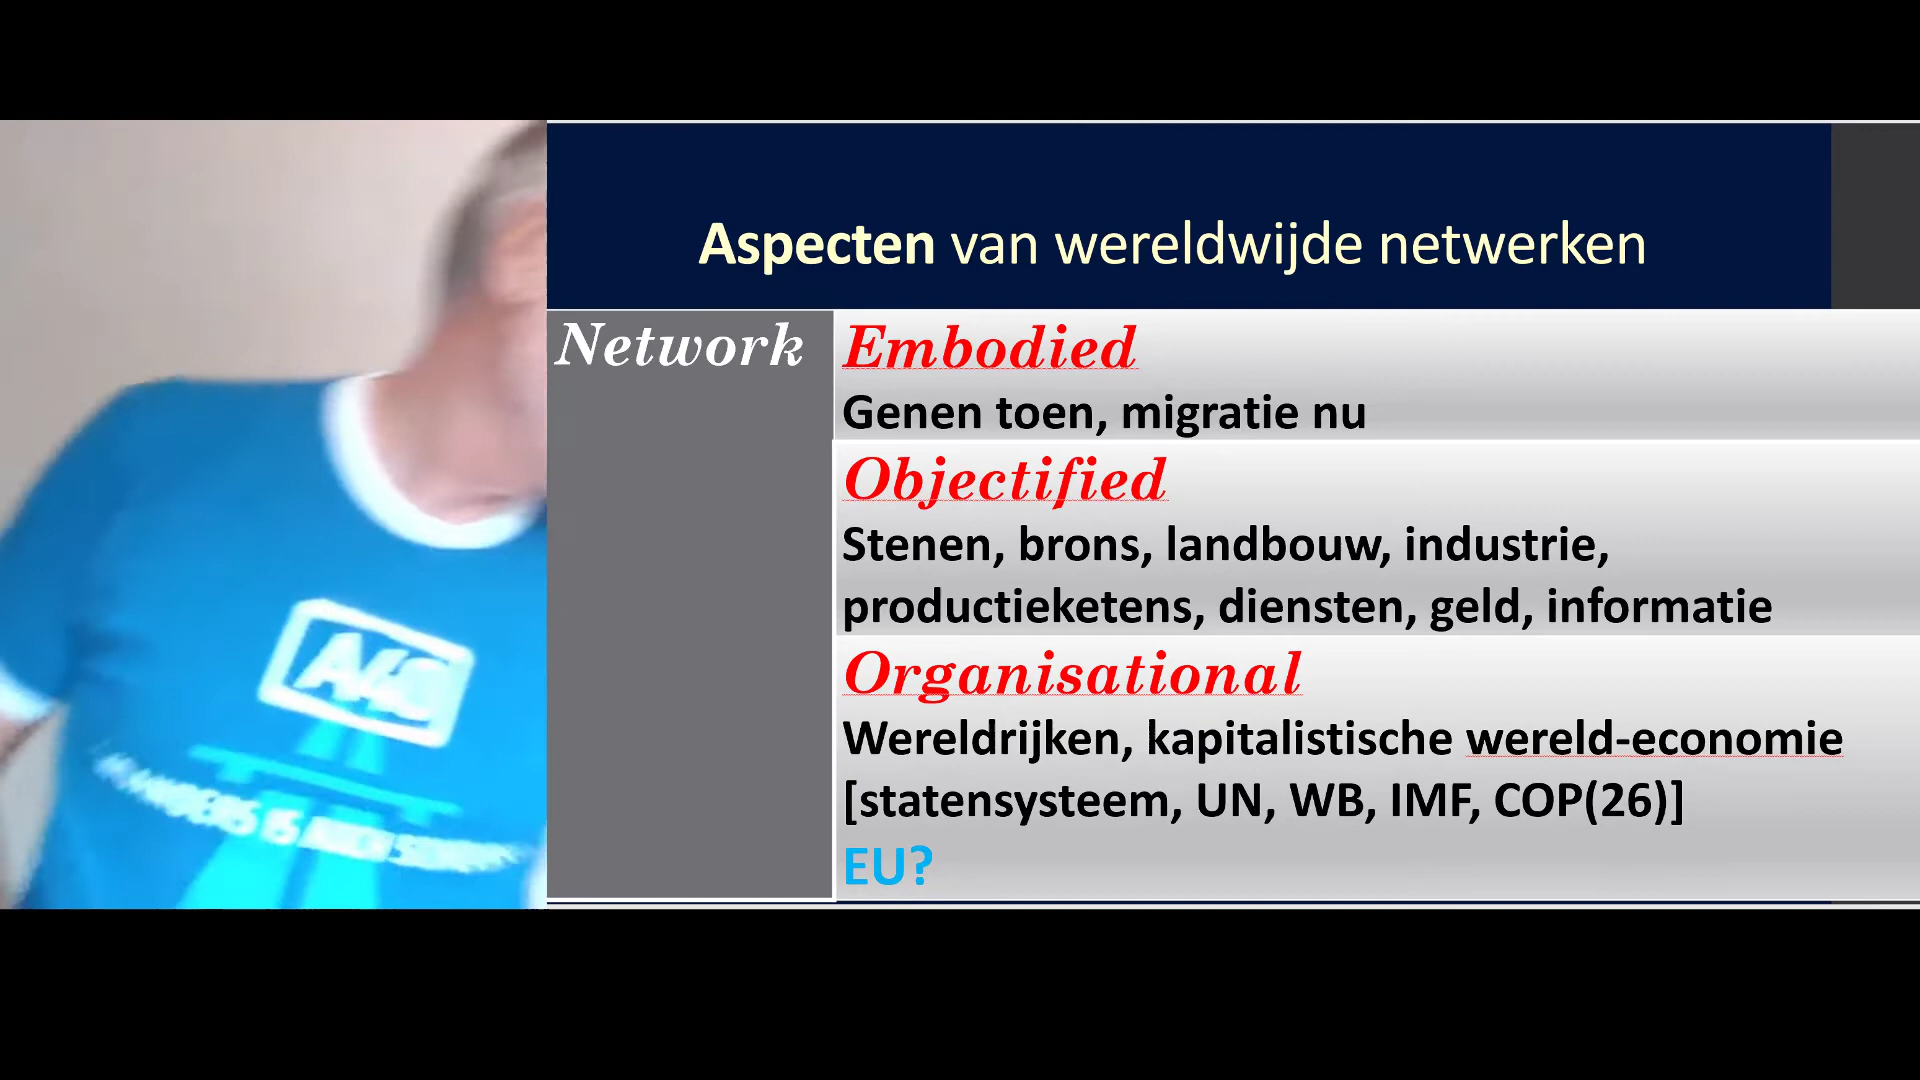 Aspecten van wereldwijde netwerken
Network
Embodied
Genen toen, migratie nu
Objectified
Stenen, brons, landbouw, industrie,
productieketens, diensten, geld, informatie
Organisational
Wereldrijken, kapitalistische wereld-economie
[statensysteem, UN, WB, IMF, COP(26)]
EU?